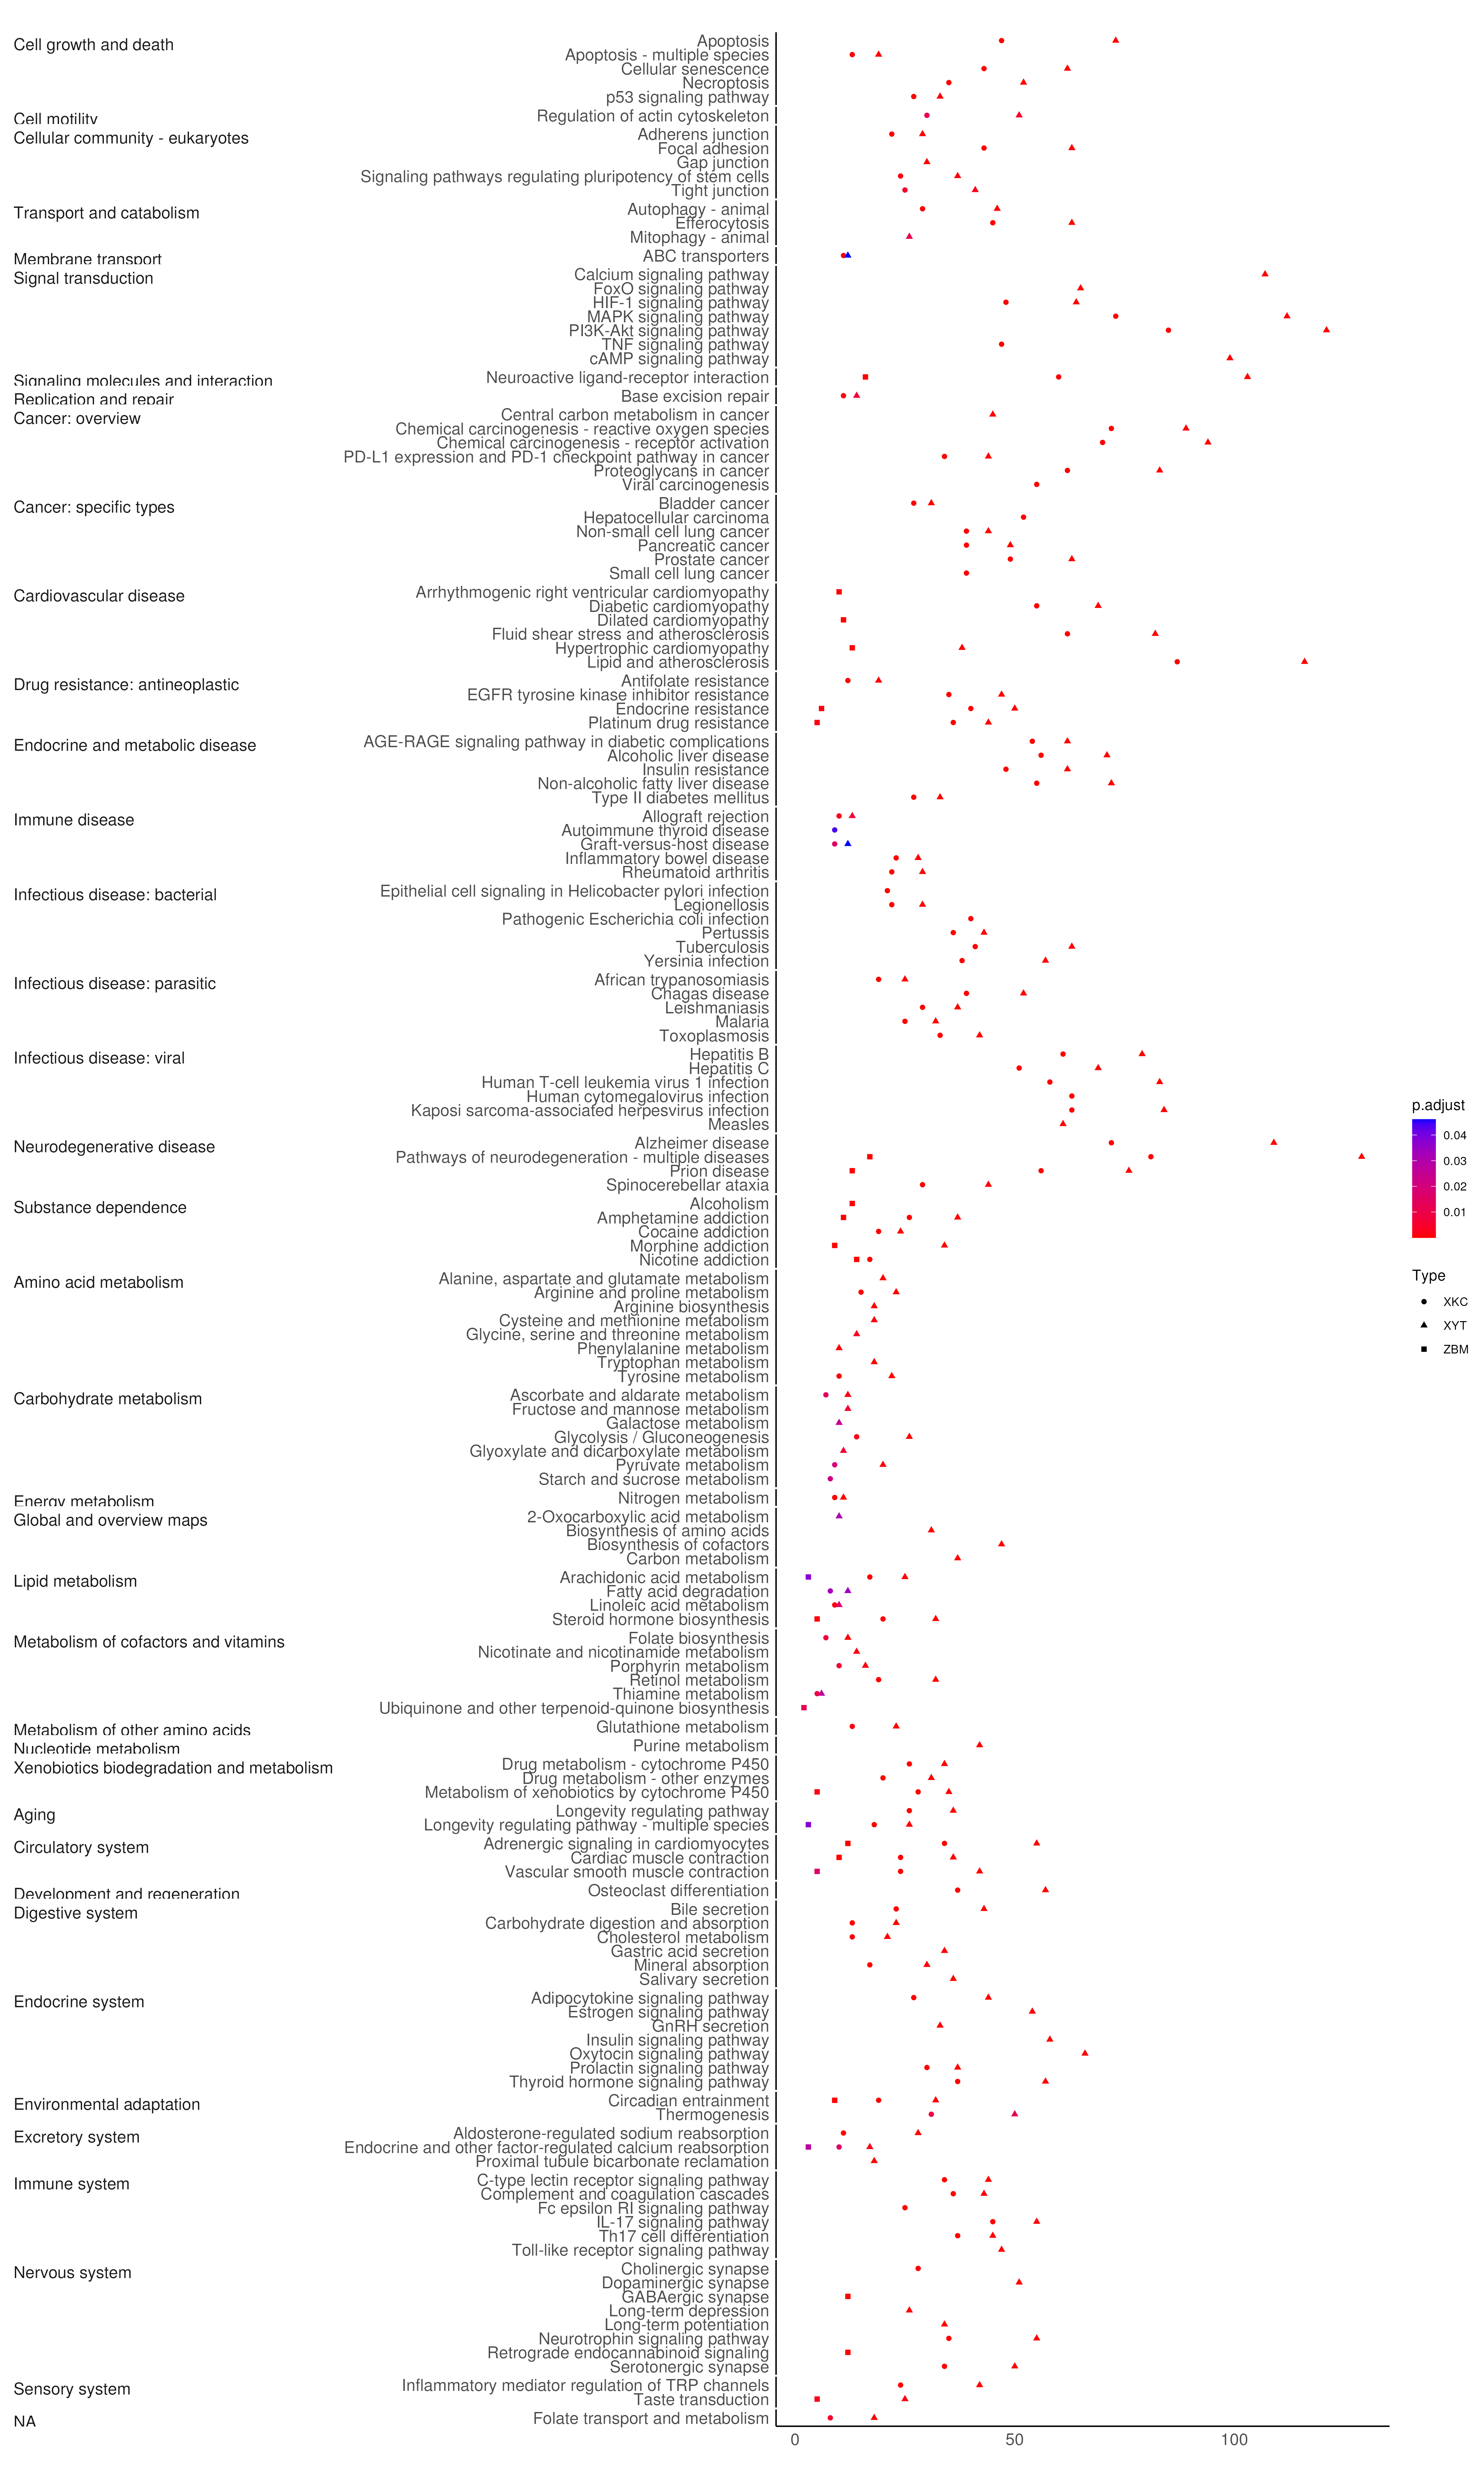 Cell growth and death
Apoptosis
Apoptosis - multiple species
Cellular senescence
Necroptosis
p53 signaling pathway
Cell motility
Regulation of actin cytoskeleton
Cellular community - eukaryotes
Adherens junction
Focal adhesion
Gap junction
Signaling pathways regulating pluripotency of stem cells
Tight junction
Transport and catabolism
Autophagy - animal
Efferocytosis
Mitophagy - animal
Membrane transport
ABC transporters
Signal transduction
Calcium signaling pathway
FoxO signaling pathway
HIF-1 signaling pathway
MAPK signaling pathway
PI3K-Akt signaling pathway
TNF signaling pathway
cAMP signaling pathway
Signaling molecules and interaction
Neuroactive ligand-receptor interaction
Replication and repair
Base excision repair
Cancer: overview
Central carbon metabolism in cancer
Chemical carcinogenesis - reactive oxygen species
Chemical carcinogenesis - receptor activation
PD-L1 expression and PD-1 checkpoint pathway in cancer
Proteoglycans in cancer
Viral carcinogenesis
Cancer: specific types
Bladder cancer
Hepatocellular carcinoma
Non-small cell lung cancer
Pancreatic cancer
Prostate cancer
Small cell lung cancer
Cardiovascular disease
Arrhythmogenic right ventricular cardiomyopathy
Diabetic cardiomyopathy
Dilated cardiomyopathy
Fluid shear stress and atherosclerosis
Hypertrophic cardiomyopathy
Lipid and atherosclerosis
Drug resistance: antineoplastic
Antifolate resistance
EGFR tyrosine kinase inhibitor resistance
Endocrine resistance
Platinum drug resistance
Endocrine and metabolic disease
AGE-RAGE signaling pathway in diabetic complications
Alcoholic liver disease
Insulin resistance
Non-alcoholic fatty liver disease
Type II diabetes mellitus
Immune disease
Allograft rejection
Autoimmune thyroid disease
Graft-versus-host disease
Inflammatory bowel disease
Rheumatoid arthritis
Infectious disease: bacterial
Epithelial cell signaling in Helicobacter pylori infection
Legionellosis
Pathogenic Escherichia coli infection
Pertussis
Tuberculosis
Yersinia infection
Infectious disease: parasitic
African trypanosomiasis
Chagas disease
Leishmaniasis
Malaria
Toxoplasmosis
Infectious disease: viral
Hepatitis B
Hepatitis C
Human T-cell leukemia virus 1 infection
Human cytomegalovirus infection
Kaposi sarcoma-associated herpesvirus infection
Measles
Neurodegenerative disease
Alzheimer disease
Pathways of neurodegeneration - multiple diseases
Prion disease
Spinocerebellar ataxia
Substance dependence
Alcoholism
Amphetamine addiction
Cocaine addiction
Morphine addiction
Nicotine addiction
Amino acid metabolism
Alanine, aspartate and glutamate metabolism
Arginine and proline metabolism
Arginine biosynthesis
Cysteine and methionine metabolism
Glycine, serine and threonine metabolism
Phenylalanine metabolism
Tryptophan metabolism
Tyrosine metabolism
Carbohydrate metabolism
Ascorbate and aldarate metabolism
Fructose and mannose metabolism
Galactose metabolism
Glycolysis / Gluconeogenesis
Glyoxylate and dicarboxylate metabolism
Pyruvate metabolism
Starch and sucrose metabolism
Energy metabolism
Nitrogen metabolism
Global and overview maps
2-Oxocarboxylic acid metabolism
Biosynthesis of amino acids
Biosynthesis of cofactors
Carbon metabolism
Lipid metabolism
Arachidonic acid metabolism
Fatty acid degradation
Linoleic acid metabolism
Steroid hormone biosynthesis
Metabolism of cofactors and vitamins
Folate biosynthesis
Nicotinate and nicotinamide metabolism
Porphyrin metabolism
Retinol metabolism
Thiamine metabolism
Ubiquinone and other terpenoid-quinone biosynthesis
Metabolism of other amino acids
Glutathione metabolism
Nucleotide metabolism
Purine metabolism
Xenobiotics biodegradation and metabolism
Drug metabolism - cytochrome P450
Drug metabolism - other enzymes
Metabolism of xenobiotics by cytochrome P450
Aging
Longevity regulating pathway
Longevity regulating pathway - multiple species
Circulatory system
Adrenergic signaling in cardiomyocytes
Cardiac muscle contraction
Vascular smooth muscle contraction
Development and regeneration
Osteoclast differentiation
Digestive system
Bile secretion
Carbohydrate digestion and absorption
Cholesterol metabolism
Gastric acid secretion
Mineral absorption
Salivary secretion
Endocrine system
Adipocytokine signaling pathway
Estrogen signaling pathway
GnRH secretion
Insulin signaling pathway
Oxytocin signaling pathway
Prolactin signaling pathway
Thyroid hormone signaling pathway
Environmental adaptation
Circadian entrainment
Thermogenesis
Excretory system
Aldosterone-regulated sodium reabsorption
Endocrine and other factor-regulated calcium reabsorption
Proximal tubule bicarbonate reclamation
Immune system
C-type lectin receptor signaling pathway
Complement and coagulation cascades
Fc epsilon RI signaling pathway
IL-17 signaling pathway
Th17 cell differentiation
Toll-like receptor signaling pathway
Nervous system
Cholinergic synapse
Dopaminergic synapse
GABAergic synapse
Long-term depression
Long-term potentiation
Neurotrophin signaling pathway
Retrograde endocannabinoid signaling
Serotonergic synapse
Sensory system
Inflammatory mediator regulation of TRP channels
Taste transduction
NA
Folate transport and metabolism
0 50 100
p.adjust
0.04
0.03
0.02
0.01
Type
XKC
XYT
ZBM